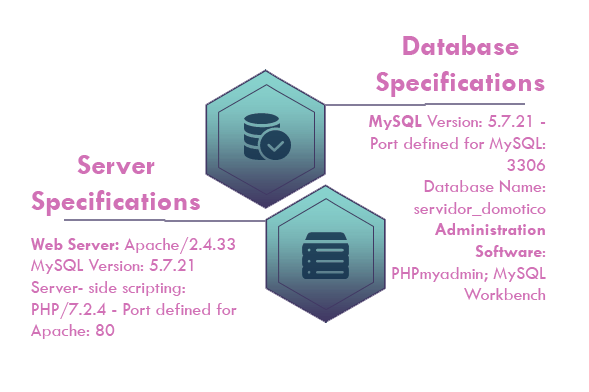 Database
Specifications
MySQL Version: 5.7.21 -
Port defined for MySQL:
3306
Database Name:
servidor_domotico
Administration
Software:
PHPmyadmin; MySQL
Workbench
Server
Specifications
Web Server: Apache/2.4.33
MySQL Version: 5.7.21
Server- side scripting:
PHP/7.2.4 - Port defined for
Apache: 80